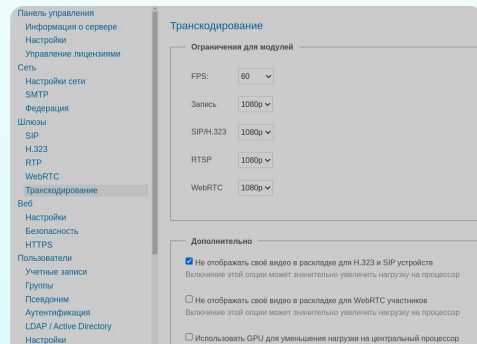 Панель управления
Информация о сервере
Настройки
Управление лицензиями
Сеть
Настройки сети
SMTP
Федерация
Шлюзы
SIP
H.323
RTP
WebRTC
Транскодирование
Веб
Настройки
Безопасность
HTTPS
Пользователи
Учетные записи
Группы
Псевдоним
Аутентификация
LDAP / Active Directory
Настройки
Транскодирование
Ограничения для модулей
FPS: 60
Запись 1080p
SIP/H.323 1080p
RTSP 1080p
WebRTC 1080p
Дополнительно
Не отображать своё видео в раскладке для H.323 и SIP устройств
Включение этой опции может значительно увеличить нагрузку на процессор
Не отображать своё видео в раскладке для WebRTC участников
Включение этой опции может значительно увеличить нагрузку на процессор
Использовать GPU для уменьшения нагрузки на центральный процессор